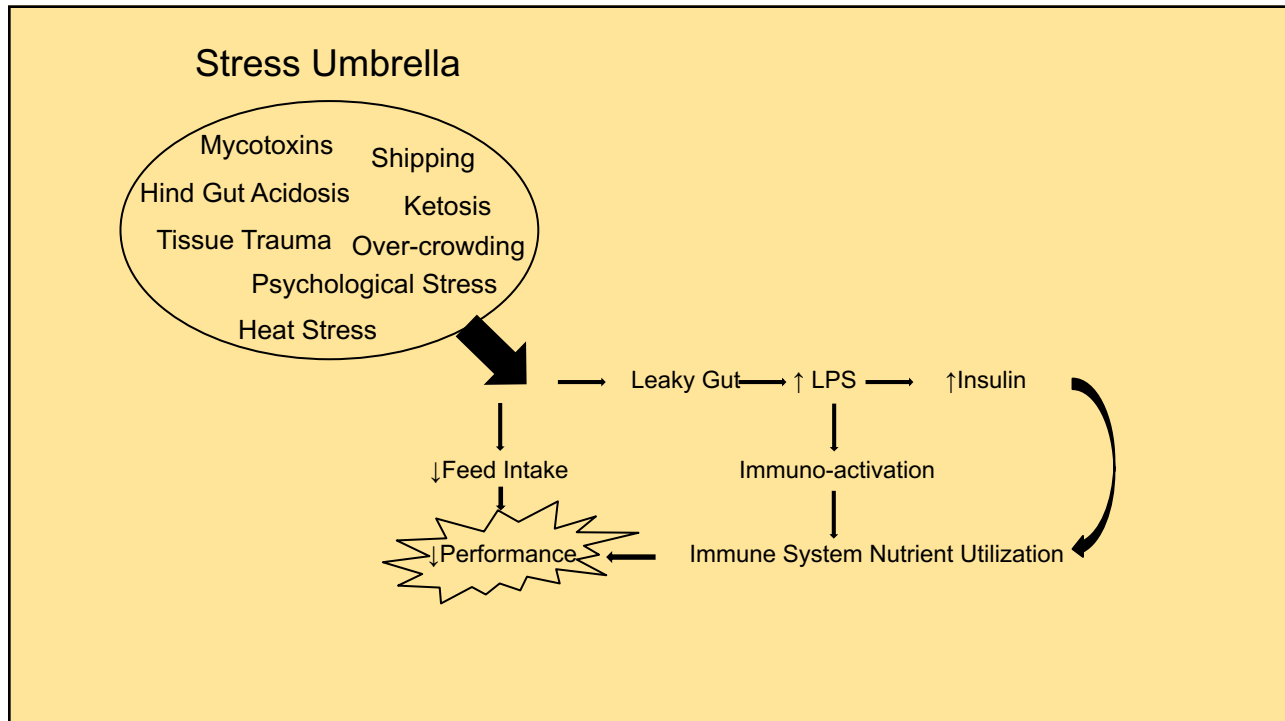 Stress Umbrella
Mycotoxins
Shipping
Hind Gut Acidosis
Ketosis
Tissue Trauma
Over-crowding
Psychological Stress
Heat Stress
Leaky Gut
↑ LPS
↑Insulin
↓Feed Intake
Immuno-activation
↓Performance
Immune System Nutrient Utilization